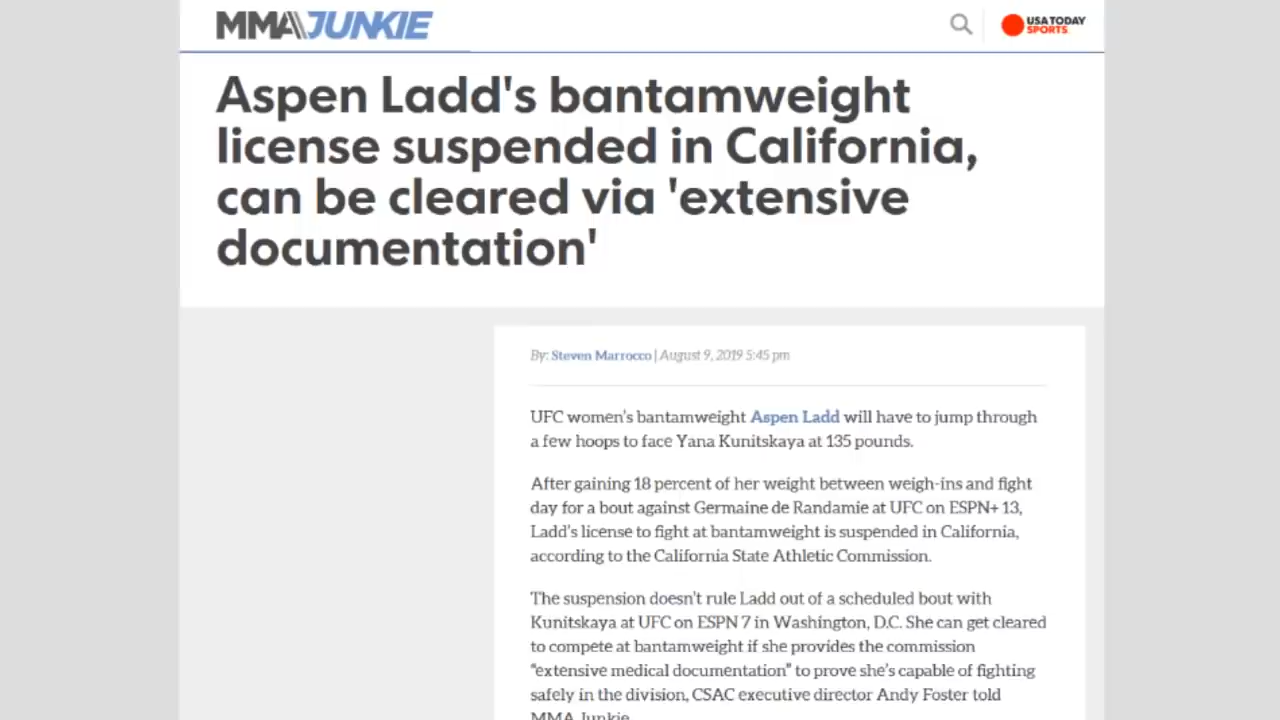 MMAJUNKIE
USA TODAY
SPORTS
Aspen Ladd's bantamweight
license suspended in California,
can be cleared via 'extensive
documentation'
By: Steven Marrocco | August 9, 2019 5:45 pm
UFC women's bantamweight Aspen Ladd will have to jump through
a few hoops to face Yana Kunitskaya at 135 pounds.
After gaining 18 percent of her weight between weigh-ins and fight
day for a bout against Germaine de Randamie at UFC on ESPN+ 13,
Ladd's license to fight at bantamweight is suspended in California,
according to the California State Athletic Commission.
The suspension doesn't rule Ladd out of a scheduled bout with
Kunitskaya at UFC on ESPN 7 in Washington, D.C. She can get cleared
to compete at bantamweight if she provides the commission
“extensive medical documentation” to prove she's capable of fighting
safely in the division, CSAC executive director Andy Foster told
MMA Junkie